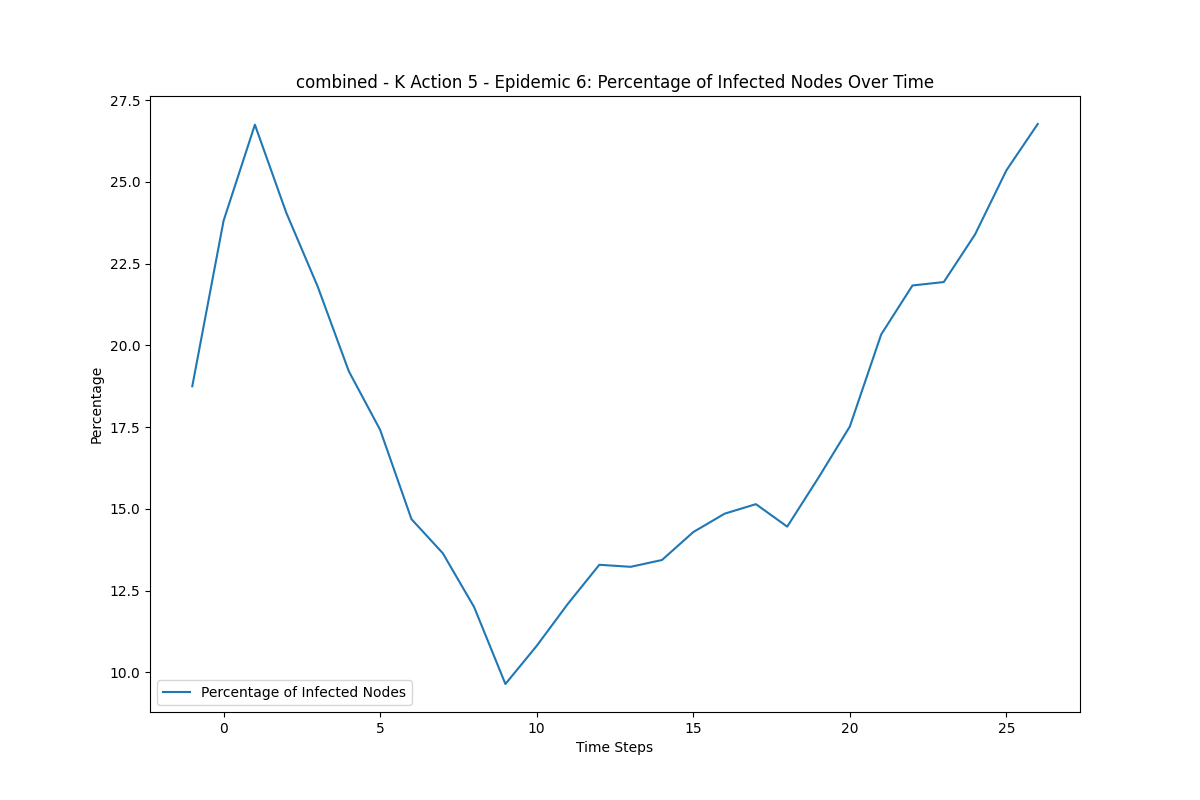 combined - K Action 5 - Epidemic 6: Percentage of Infected Nodes Over Time
27.5
25.0
22.5
20.0
17.5
15.0
12.5
10.0
Percentage
Percentage of Infected Nodes
0 5 10 15 20 25
Time Steps